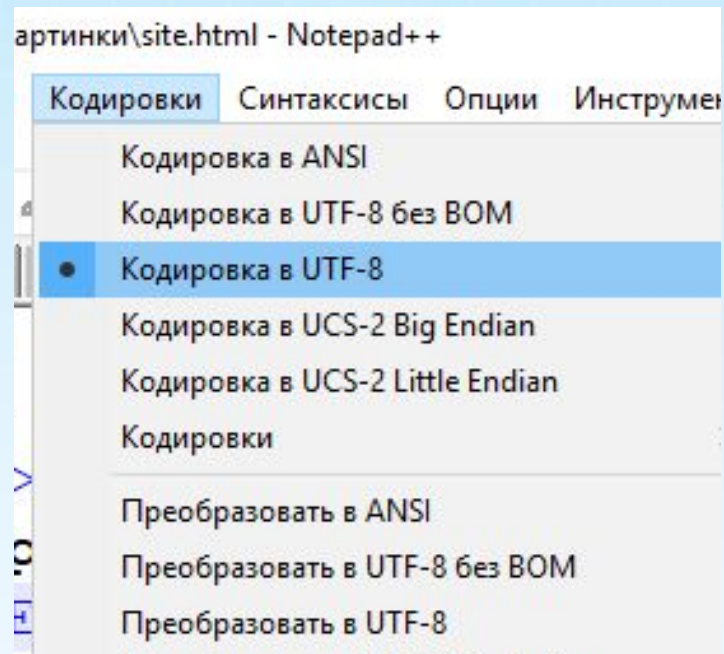 артинки\site.html - Notepad++
Кодировки Синтаксисы Опции
Кодировка в ANSI
Кодировка в UTF-8 без BOM
Кодировка в UTF-8
Кодировка в UCS-2 Big Endian
Кодировка в UCS-2 Little Endian
Кодировки
Преобразовать в ANSI
Преобразовать в UTF-8 без BOM
Преобразовать в UTF-8